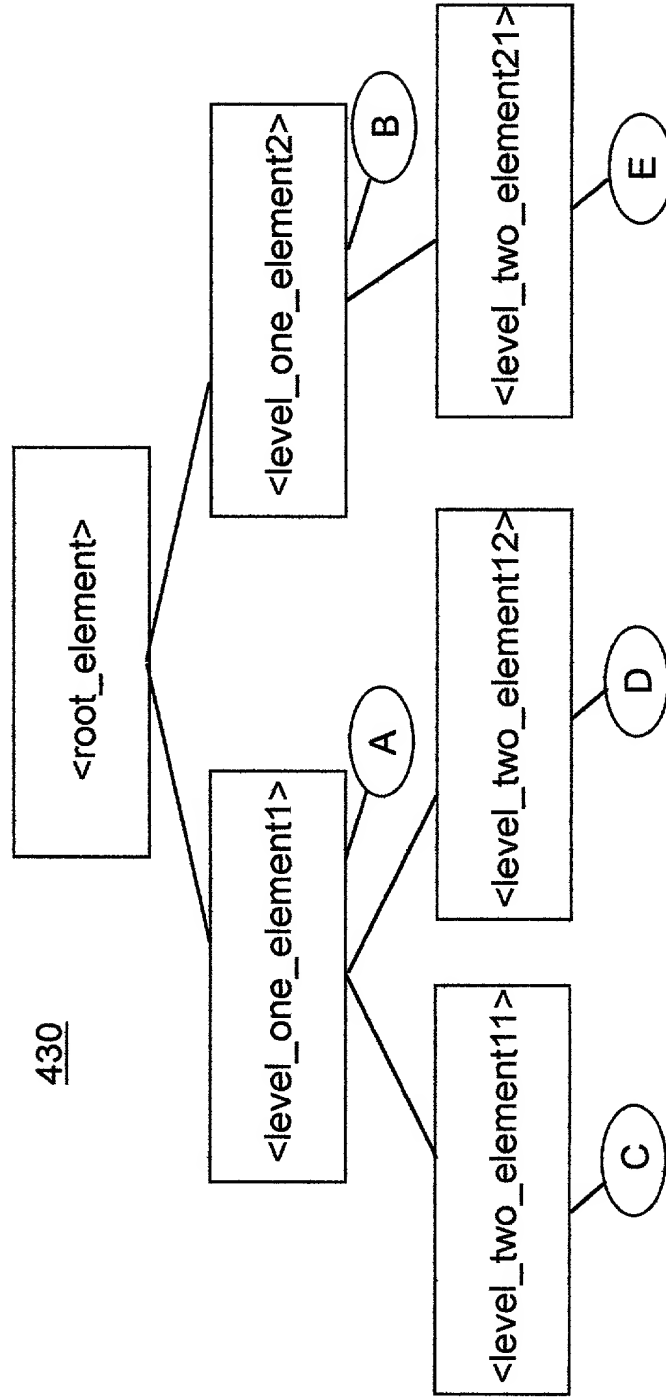 430
<root_element>
<level_one_element1>
<level_one_element2>
A
B
<level_two_element11>
<level_two_element12>
<level_two_element21>
C
D
E